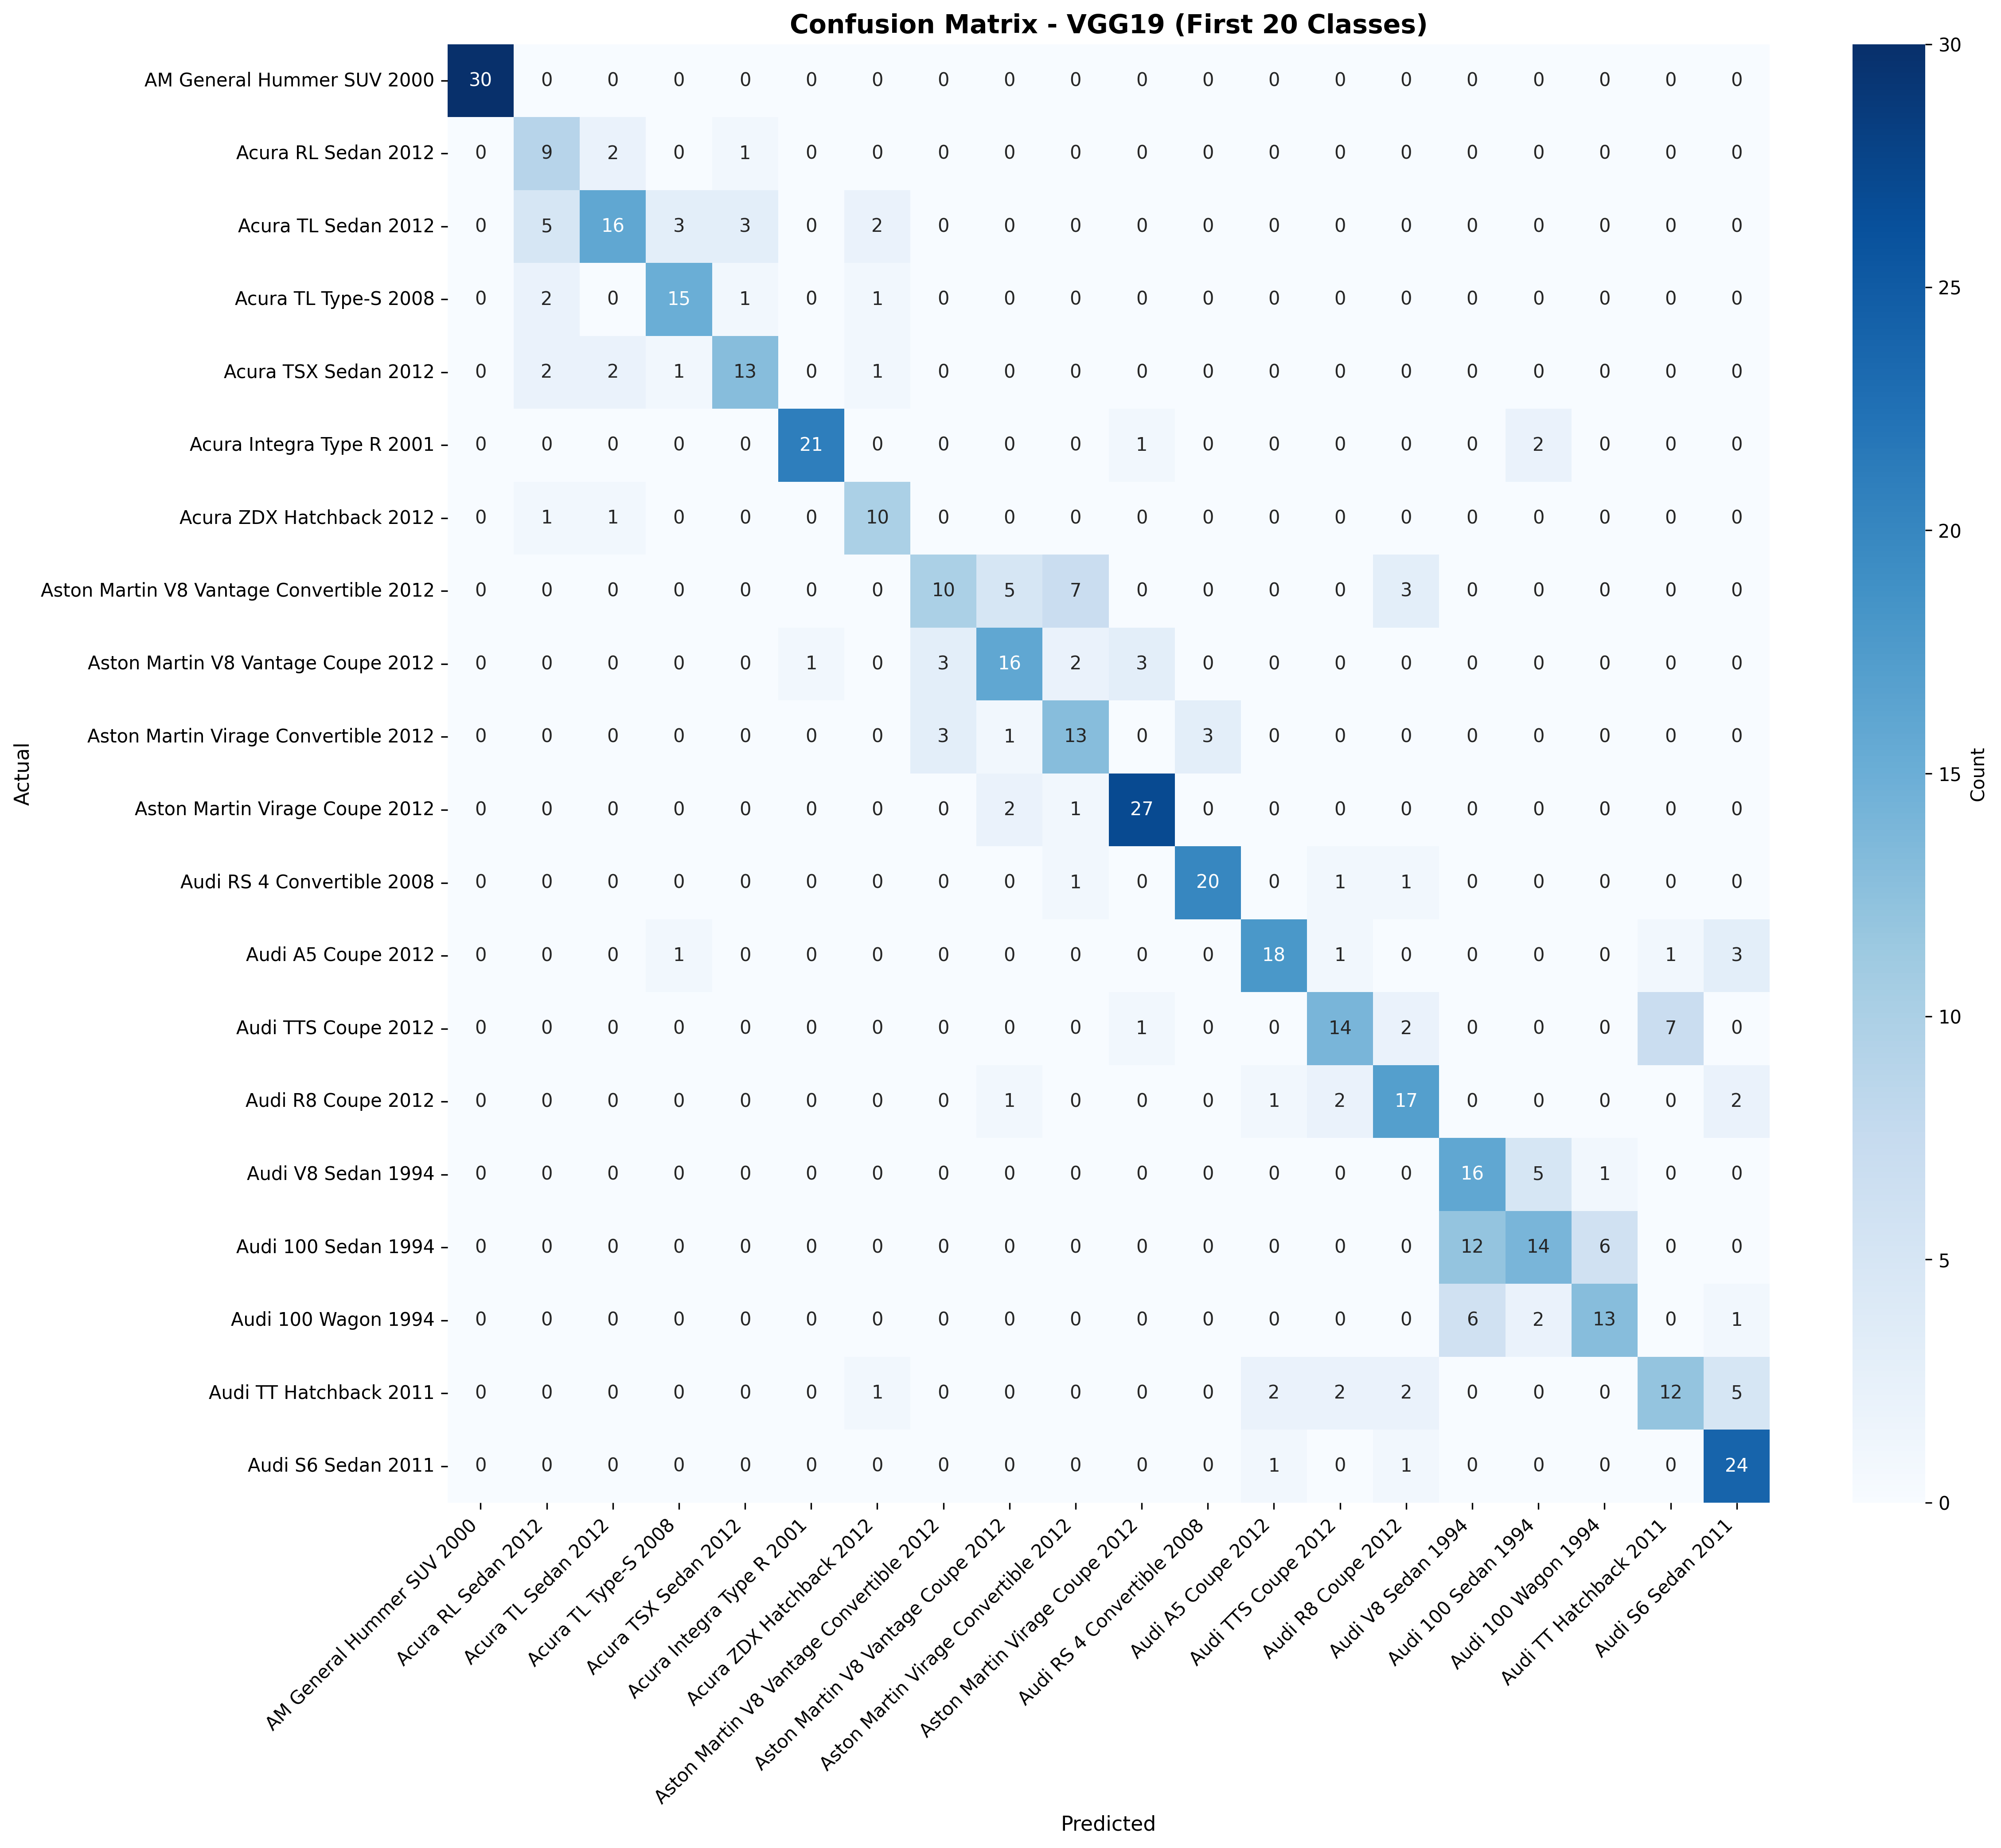 Confusion Matrix - VGG19 (First 20 Classes)
AM General Hummer SUV 2000 30 0 0 0 0 0 0 0 0 0 0 0 0 0 0 0 0 0 0 0
Acura RL Sedan 2012 0 9 2 0 1 0 0 0 0 0 0 0 0 0 0 0 0 0 0 0
Acura TL Sedan 2012 0 5 16 3 3 0 2 0 0 0 0 0 0 0 0 0 0 0 0 0
Acura TL Type-S 2008 0 2 0 15 1 0 1 0 0 0 0 0 0 0 0 0 0 0 0 0
Acura TSX Sedan 2012 0 2 2 1 13 0 1 0 0 0 0 0 0 0 0 0 0 0 0 0
Acura Integra Type R 2001 0 0 0 0 0 21 0 0 0 0 1 0 0 0 0 0 2 0 0 0
Acura ZDX Hatchback 2012 0 1 1 0 0 0 10 0 0 0 0 0 0 0 0 0 0 0 0 0
Aston Martin V8 Vantage Convertible 2012 0 0 0 0 0 0 0 10 5 7 0 0 0 0 3 0 0 0 0 0
Aston Martin V8 Vantage Coupe 2012 0 0 0 0 0 1 0 3 16 2 3 0 0 0 0 0 0 0 0 0
Aston Martin Virage Convertible 2012 0 0 0 0 0 0 0 3 1 13 0 3 0 0 0 0 0 0 0 0
Aston Martin Virage Coupe 2012 0 0 0 0 0 0 0 0 2 1 27 0 0 0 0 0 0 0 0 0
Audi RS 4 Convertible 2008 0 0 0 0 0 0 0 0 0 1 0 20 0 1 1 0 0 0 0 0
Audi A5 Coupe 2012 0 0 0 1 0 0 0 0 0 0 0 0 18 1 0 0 0 0 1 3
Audi TTS Coupe 2012 0 0 0 0 0 0 0 0 0 0 1 0 0 14 2 0 0 0 7 0
Audi R8 Coupe 2012 0 0 0 0 0 0 0 0 1 0 0 0 1 2 17 0 0 0 0 2
Audi V8 Sedan 1994 0 0 0 0 0 0 0 0 0 0 0 0 0 0 0 16 5 1 0 0
Audi 100 Sedan 1994 0 0 0 0 0 0 0 0 0 0 0 0 0 0 0 12 14 6 0 0
Audi 100 Wagon 1994 0 0 0 0 0 0 0 0 0 0 0 0 0 0 0 6 2 13 0 1
Audi TT Hatchback 2011 0 0 0 0 0 0 1 0 0 0 0 0 2 2 2 0 0 0 12 5
Audi S6 Sedan 2011 0 0 0 0 0 0 0 0 0 0 0 0 1 0 1 0 0 0 0 24
Actual
AM General Hummer SUV 2000
Acura RL Sedan 2012
Acura TL Sedan 2012
Acura TL Type-S 2008
Acura TSX Sedan 2012
Acura Integra Type R 2001
Acura ZDX Hatchback 2012
Aston Martin V8 Vantage Convertible 2012
Aston Martin V8 Vantage Coupe 2012
Aston Martin Virage Convertible 2012
Aston Martin Virage Coupe 2012
Audi RS 4 Convertible 2008
Audi A5 Coupe 2012
Audi TTS Coupe 2012
Audi R8 Coupe 2012
Audi V8 Sedan 1994
Audi 100 Sedan 1994
Audi 100 Wagon 1994
Audi TT Hatchback 2011
Audi S6 Sedan 2011
Predicted
30
25
20
15
10
5
0
Count